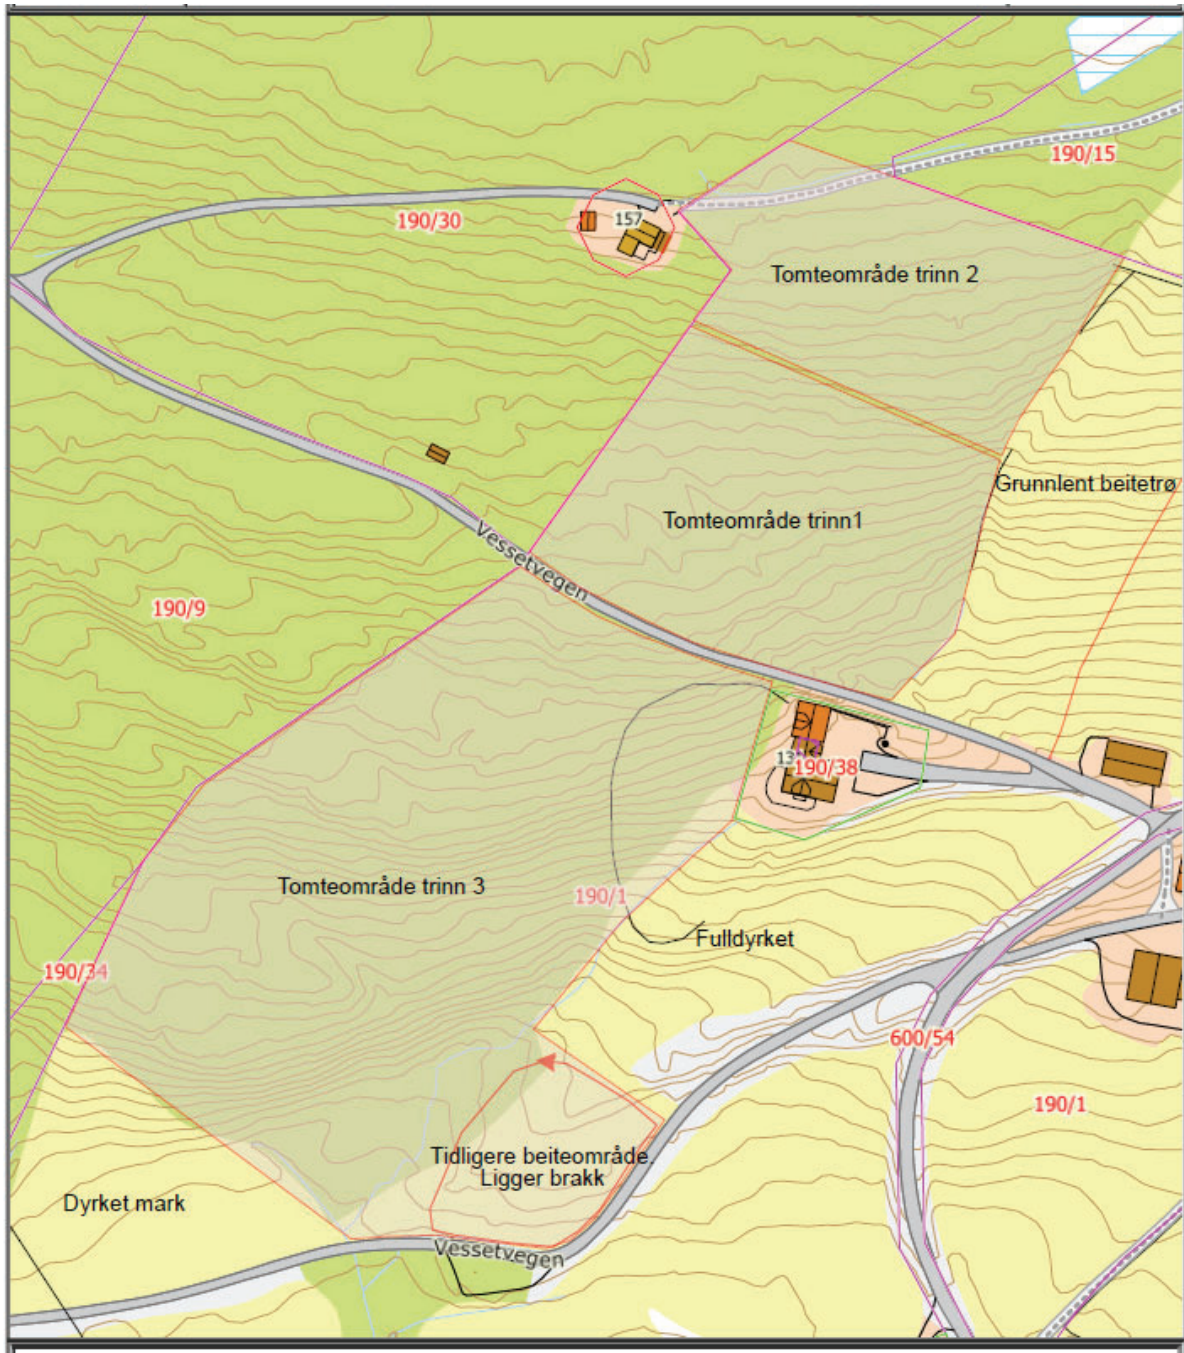 190/15
190/30
157
Tomteområde trinn 2
Grunnlent beitetrø
Tomteområde trinn1
Vessetvegen
190/9
13
190/38
Tomteområde trinn 3
190/1
Fulldyrket
190/34
600/54
190/1
Tidligere beiteområde.
Ligger brakk
Dyrket mark
Vessetvegen